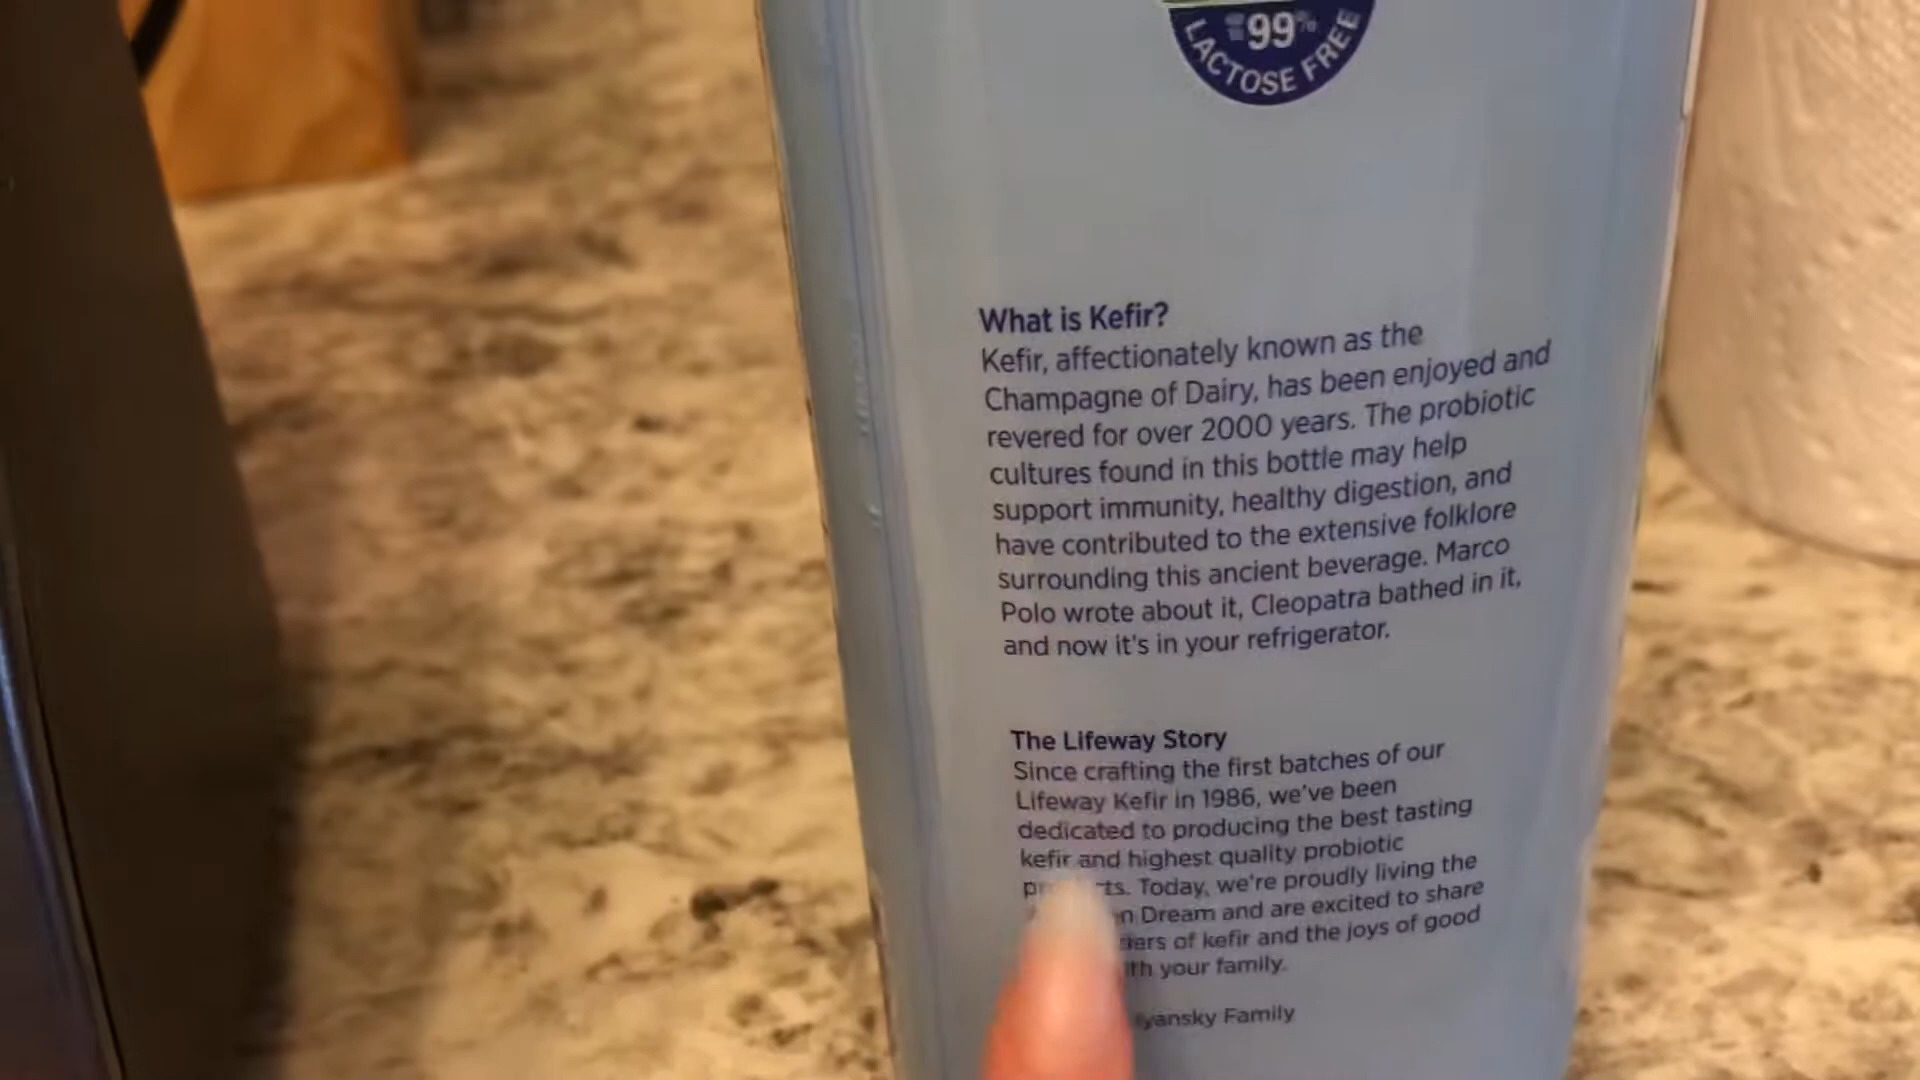 99%
LACTOSE FREE
What is Kefir?
Kefir, affectionately known as the
Champagne of Dairy, has been enjoyed and
revered for over 2000 years. The probiotic
cultures found in this bottle may help
support immunity, healthy digestion, and
have contributed to the extensive folklore
surrounding this ancient beverage. Marco
Polo wrote about it, Cleopatra bathed in it,
and now it's in your refrigerator.
The Lifeway Story
Since crafting the first batches of our
Lifeway Kefir in 1986, we've been
dedicated to producing the best tasting
kefir and highest quality probiotic
Today, we're proudly living the
Dream and are excited to share
of kefir and the joys of good
your family.
Family